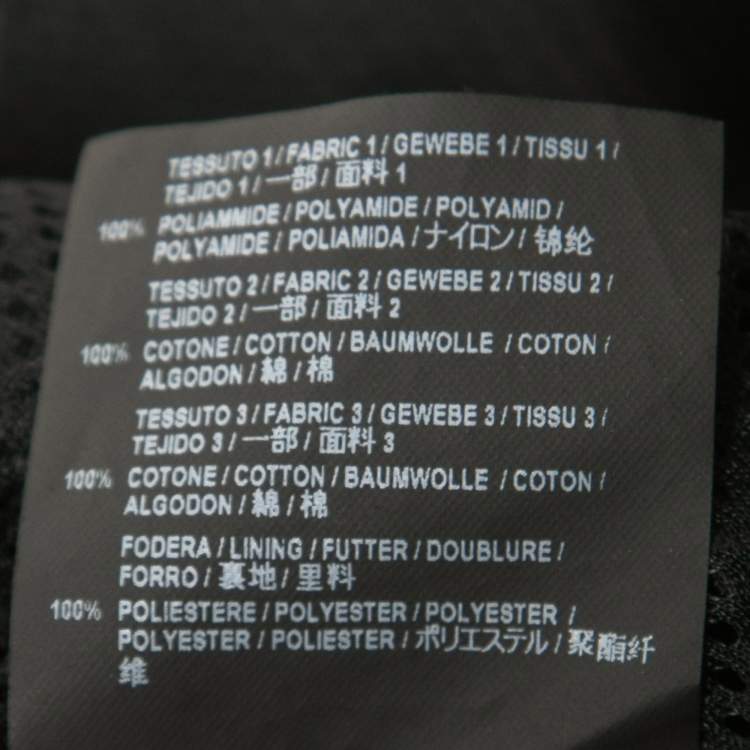 TESSUTO 1 / FABRIC 1 / GEWEBE 1 / TISSU 1 /
TEJIDO 1 / 一部 / 面料 1
100% POLIAMMIDE / POLYAMIDE / POLYAMID /
POLYAMIDE / POLIAMIDA / ナイロン / 锦纶
TESSUTO 2 / FABRIC 2 / GEWEBE 2 / TISSU 2 /
TEJIDO 2 / 一部 / 面料 2
100% COTONE / COTTON / BAUMWOLLE / COTON /
ALGODON / 綿 / 棉
TESSUTO 3 / FABRIC 3 / GEWEBE 3 / TISSU 3 /
TEJIDO 3 / 一部 / 面料 3
100% COTONE / COTTON / BAUMWOLLE / COTON /
ALGODON / 綿 / 棉
FODERA / LINING / FUTTER / DOUBLURE /
FORRO / 裏地 / 里料
100% POLIESTERE / POLYESTER / POLYESTER /
POLYESTER / POLIESTER / ポリエステル / 聚酯纤
维